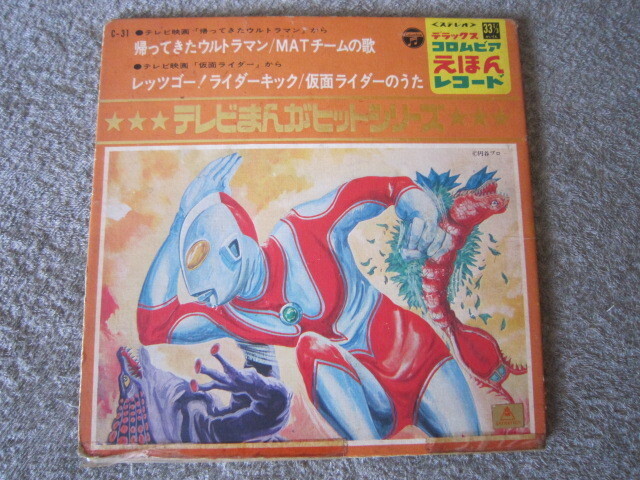 C-31
●テレビ映画「帰ってきたウルトラマン」から
帰ってきたウルトラマン/MATチームの歌
●テレビ映画「仮面ライダー」から
レッツゴー!ライダーキック/仮面ライダーのうた
<ステレオ>
33⅓
デラックス
コロムビア
えほん
レコード
★★★テレビまんがヒットシリーズ★★★
©円谷プロ